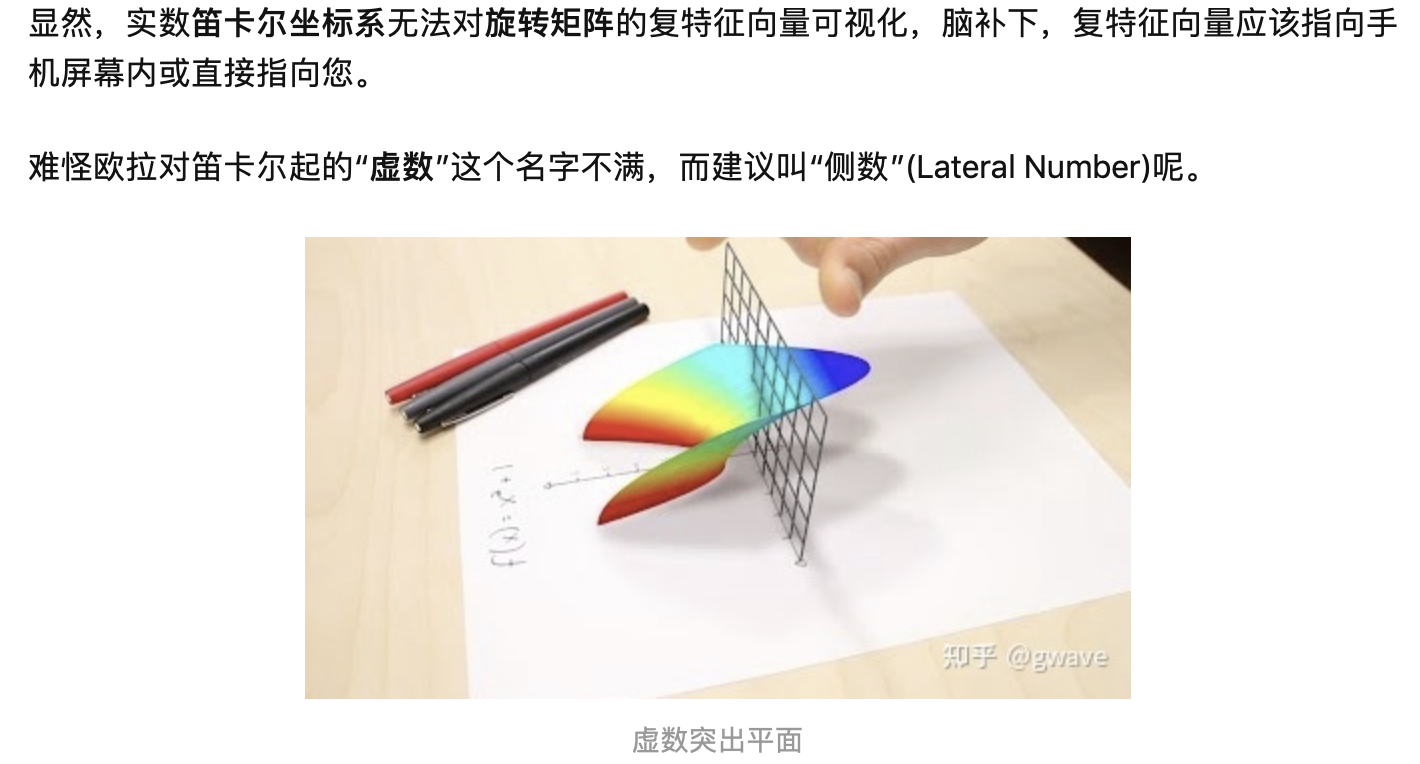 显然，实数笛卡尔坐标系无法对旋转矩阵的复特征向量可视化，脑补下，复特征向量应该指向手
机屏幕内或直接指向您。
难怪欧拉对笛卡尔起的“虚数”这个名字不满，而建议叫“侧数”(Lateral Number)呢。
f(x) = x² + 1
知乎 @gwave
虚数突出平面